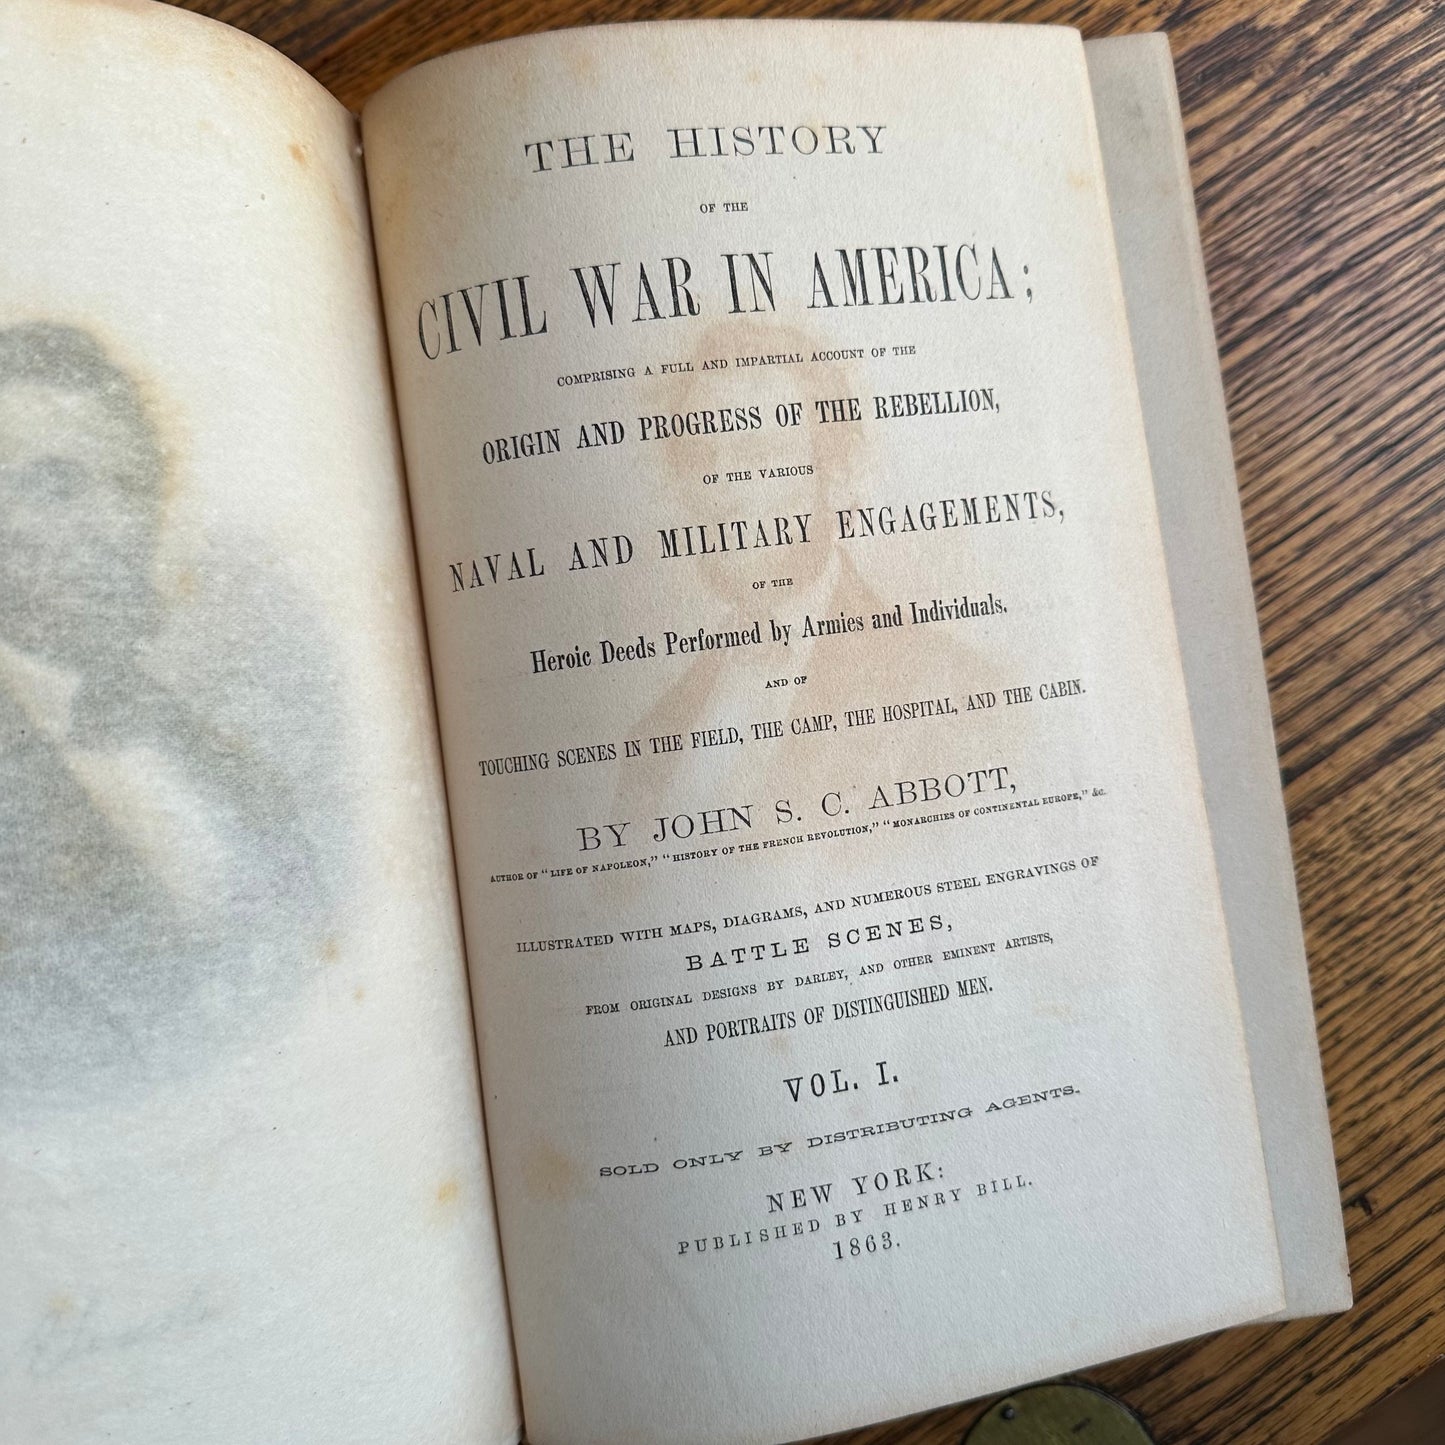 THE HISTORY
OF THE
CIVIL WAR IN AMERICA;
COMPRISING A FULL AND IMPARTIAL ACCOUNT OF THE
ORIGIN AND PROGRESS OF THE REBELLION,
OF THE VARIOUS
NAVAL AND MILITARY ENGAGEMENTS,
OF THE
Heroic Deeds Performed by Armies and Individuals.
AND OF
TOUCHING SCENES IN THE FIELD, THE CAMP, THE HOSPITAL, AND THE CABIN.
BY JOHN S. C. ABBOTT,
AUTHOR OF "LIFE OF NAPOLEON," "HISTORY OF THE FRENCH REVOLUTION," "MONARCHIES OF CONTINENTAL EUROPE," &c.
ILLUSTRATED WITH MAPS, DIAGRAMS, AND NUMEROUS STEEL ENGRAVINGS OF
BATTLE SCENES,
FROM ORIGINAL DESIGNS BY DARLEY, AND OTHER EMINENT ARTISTS,
AND PORTRAITS OF DISTINGUISHED MEN.
VOL. I.
SOLD ONLY BY DISTRIBUTING AGENTS.
NEW YORK:
PUBLISHED BY HENRY BILL.
1863.